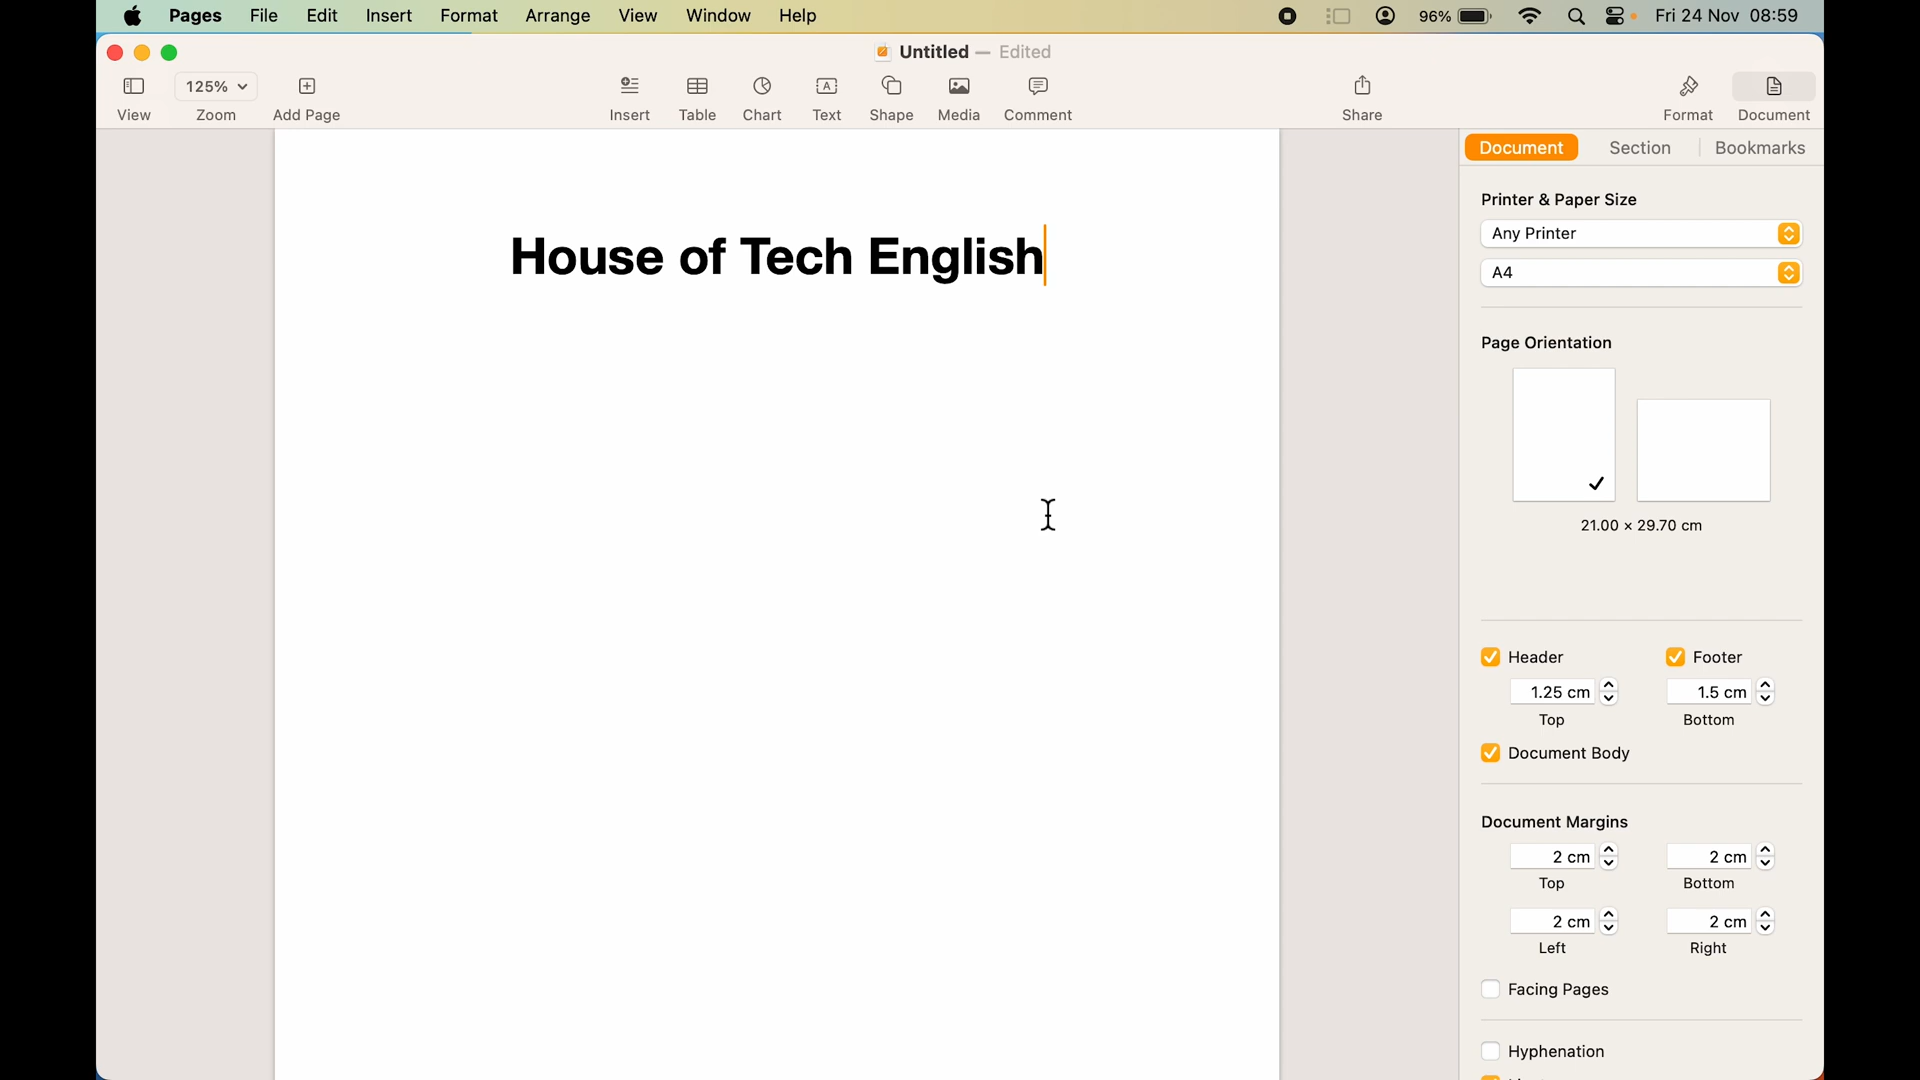 Pages File Edit Insert Format Arrange View Window Help 96% Fri 24 Nov 08:59
Untitled — Edited
125%
View Zoom Add Page Insert Table Chart Text Shape Media Comment Share Format Document
Document Section Bookmarks
House of Tech English
Printer & Paper Size
Any Printer
A4
Page Orientation
21.00 × 29.70 cm
Header Footer
1.25 cm 1.5 cm
Top Bottom
Document Body
Document Margins
2 cm 2 cm
Top Bottom
2 cm 2 cm
Left Right
Facing Pages
Hyphenation